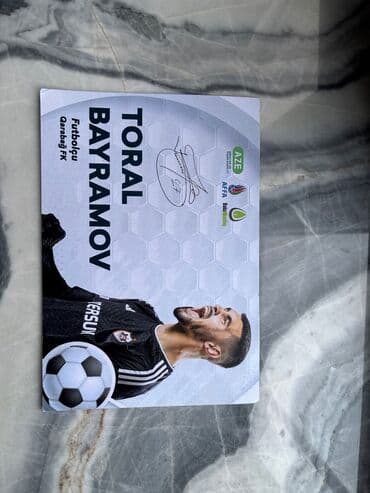 TORAL
BAYRAMOV
Futbolçu
Qarabağ FK
AZE
AFFA